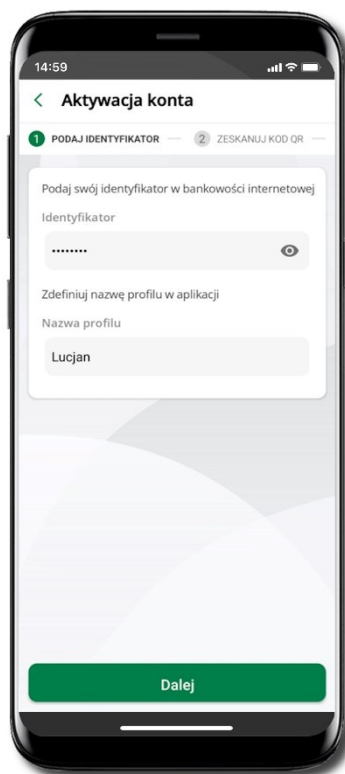 14:59
Aktywacja konta
1 PODAJ IDENTYFIKATOR 2 ZESKANUJ KOD QR
Podaj swój identyfikator w bankowości internetowej
Identyfikator
••••••••
Zdefiniuj nazwę profilu w aplikacji
Nazwa profilu
Lucjan
Dalej